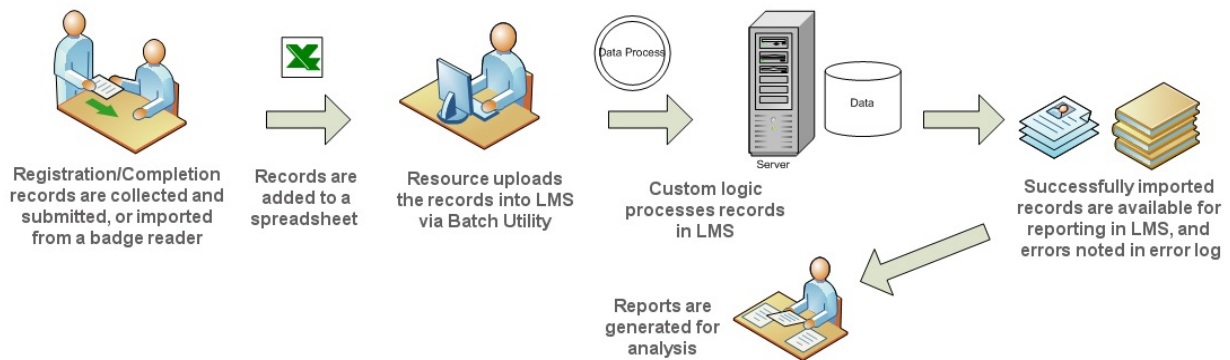 Registration/Completion
records are collected and
submitted, or imported
from a badge reader
Records are
added to a
spreadsheet
Resource uploads
the records into LMS
via Batch Utility
Data Process
Custom logic
processes records
in LMS
Server
Data
Successfully imported
records are available for
reporting in LMS, and
errors noted in error log
Reports are
generated for
analysis